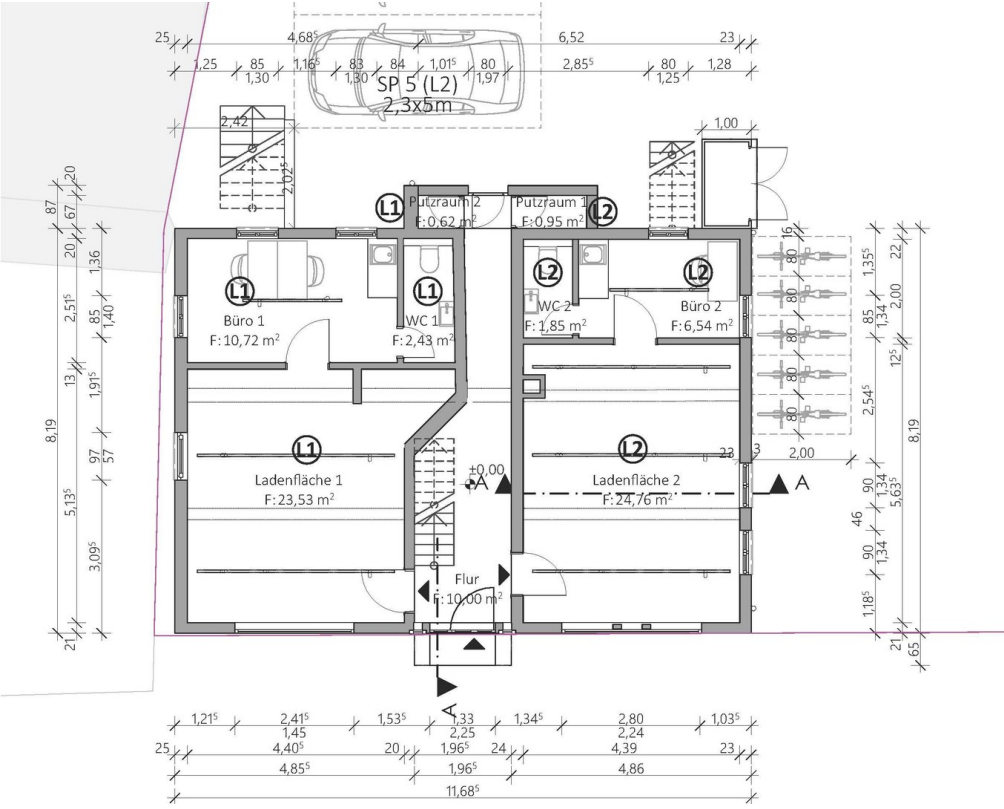 25 4,68⁵ 6,52 23
1,25 85 1,16⁵ 83 84 1,01⁵ 80 2,85⁵ 80 1,28
1,30 1,30 1,97 1,25
SP 5 (L2)
2,3x5m
2,42
1,00
2,02⁵
20
67
87
L1
Putzraum 2
F: 0,62 m²
Putzraum 1
F: 0,95 m²
L2
20
2,51⁵
13
5,13⁵
21
8,19
1,36
85
1,40
1,91⁵
97
57
3,09⁵
L1
Büro 1
F: 10,72 m²
L1
WC 1
F: 2,43 m²
L2
WC 2
F: 1,85 m²
L2
Büro 2
F: 6,54 m²
16
80
80
80
80
80
1,35⁵
85
1,34
2,54⁵
22
2,00
12⁵
5,63⁵
21
8,19
65
L1
Ladenfläche 1
F: 23,53 m²
±0,00
A
L2
Ladenfläche 2
F: 24,76 m²
23 3 2,00
A
90
1,34
46
90
1,34
1,18⁵
Flur
F: 10,00 m²
A
1,21⁵ 2,41⁵ 1,53⁵ 1,33 1,34⁵ 2,80 1,03⁵
1,45 2,25 2,24
25 4,40⁵ 20 1,96⁵ 24 4,39 23
4,85⁵ 1,96⁵ 4,86
11,68⁵